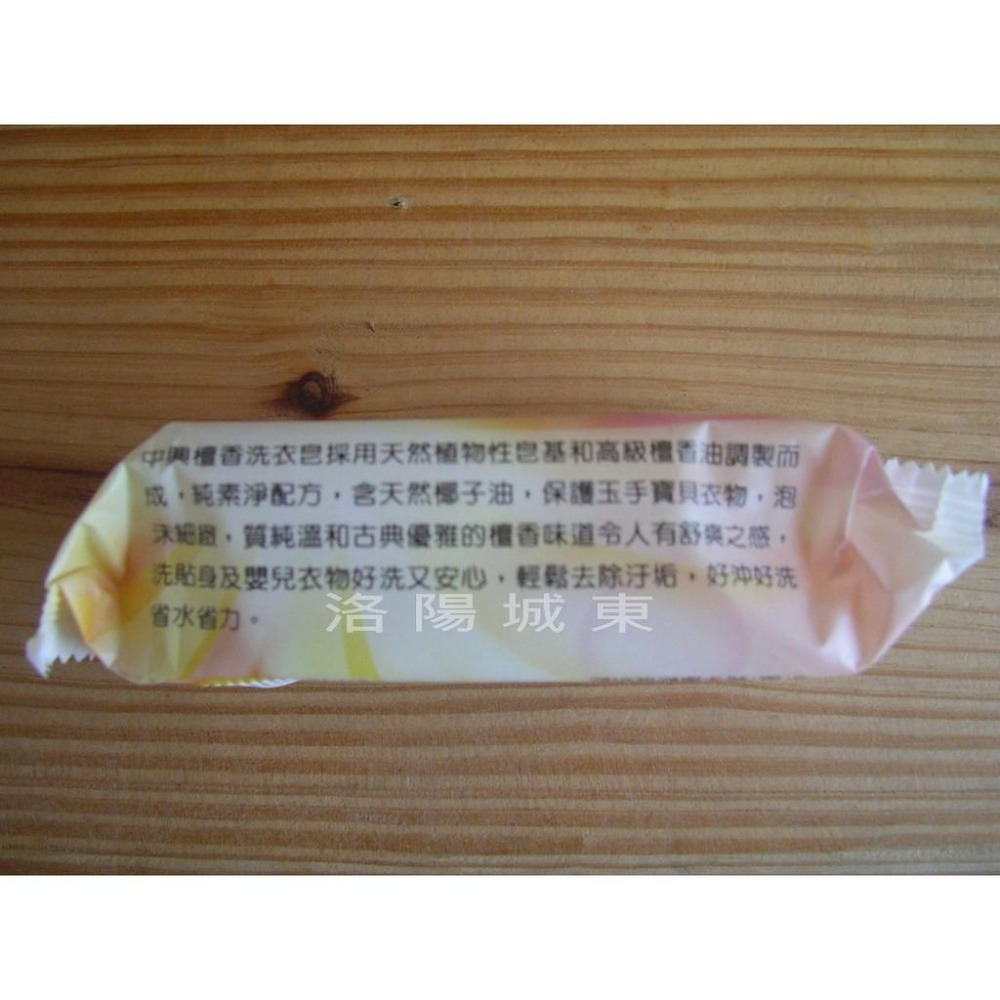 中興檀香洗衣皂採用天然植物性皂基和高級檀香油調製而
成，純素淨配方，含天然椰子油，保護玉手寶貝衣物，泡
沫細緻，質純溫和古典優雅的檀香味道令人有舒爽之感，
洗貼身及嬰兒衣物好洗又安心，輕鬆去除汙垢，好沖好洗
省水省力。
洛陽城東